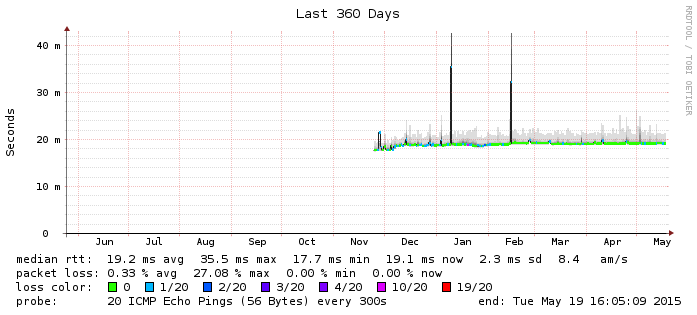 Last 360 Days
RRDTOOL / TOBI OETIKER
Seconds
40 m
30 m
20 m
10 m
0
Jun Jul Aug Sep Oct Nov Dec Jan Feb Mar Apr May
median rtt: 19.2 ms avg 35.5 ms max 17.7 ms min 19.1 ms now 2.3 ms sd 8.4 am/s
packet loss: 0.33 % avg 27.08 % max 0.00 % min 0.00 % now
loss color: 0 1/20 2/20 3/20 4/20 10/20 19/20
probe: 20 ICMP Echo Pings (56 Bytes) every 300s end: Tue May 19 16:05:09 2015